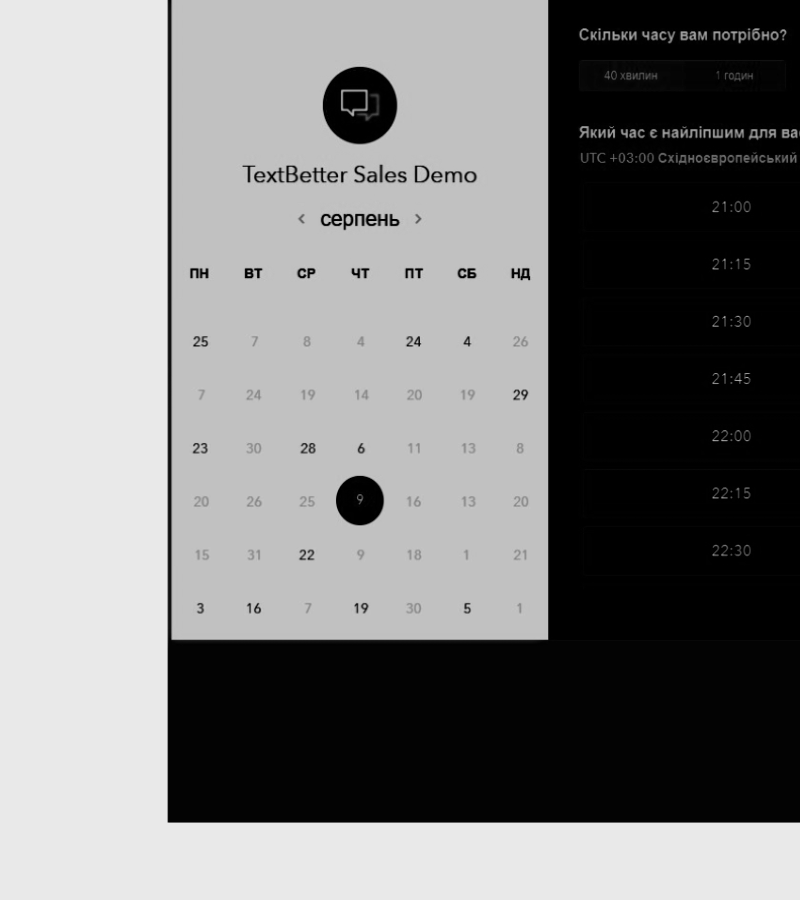 TextBetter Sales Demo
‹ серпень ›
ПН ВТ СР ЧТ ПТ СБ НД
25 7 8 4 24 4 26
7 24 19 14 20 19 29
23 30 28 6 11 13 8
20 26 25 9 16 13 20
15 31 22 9 18 1 21
3 16 7 19 30 5 1
Скільки часу вам потрібно?
40 хвилин 1 годин
Який час є найліпшим для
UTC +03:00 Східноєвропейський
21:00
21:15
21:30
21:45
22:00
22:15
22:30